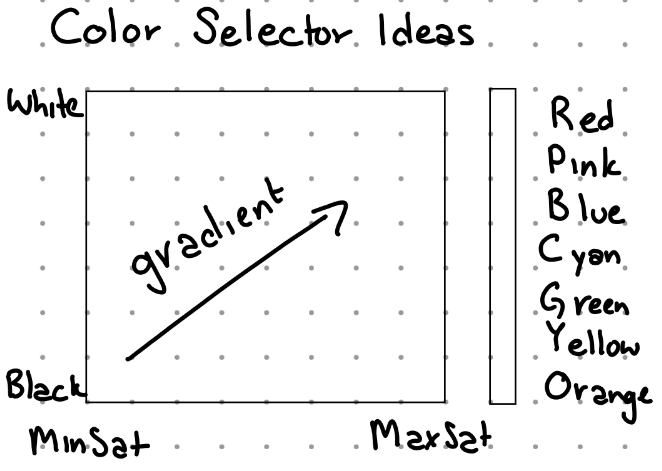 Color Selector Ideas
White
gradient
Black
MinSat
MaxSat
Red
Pink
Blue
Cyan
Green
Yellow
Orange